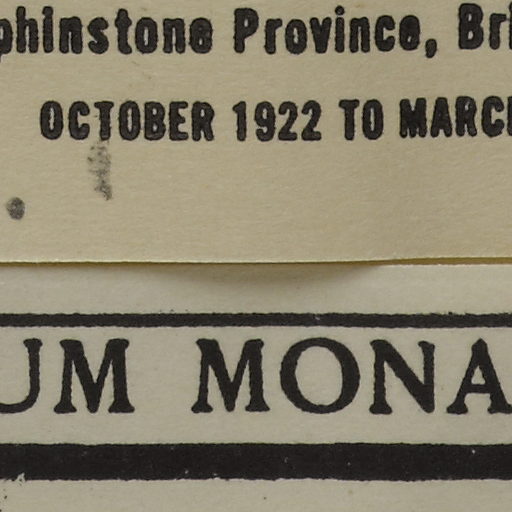 phinstone Province, Bri
OCTOBER 1922 TO MARC
UM MONA